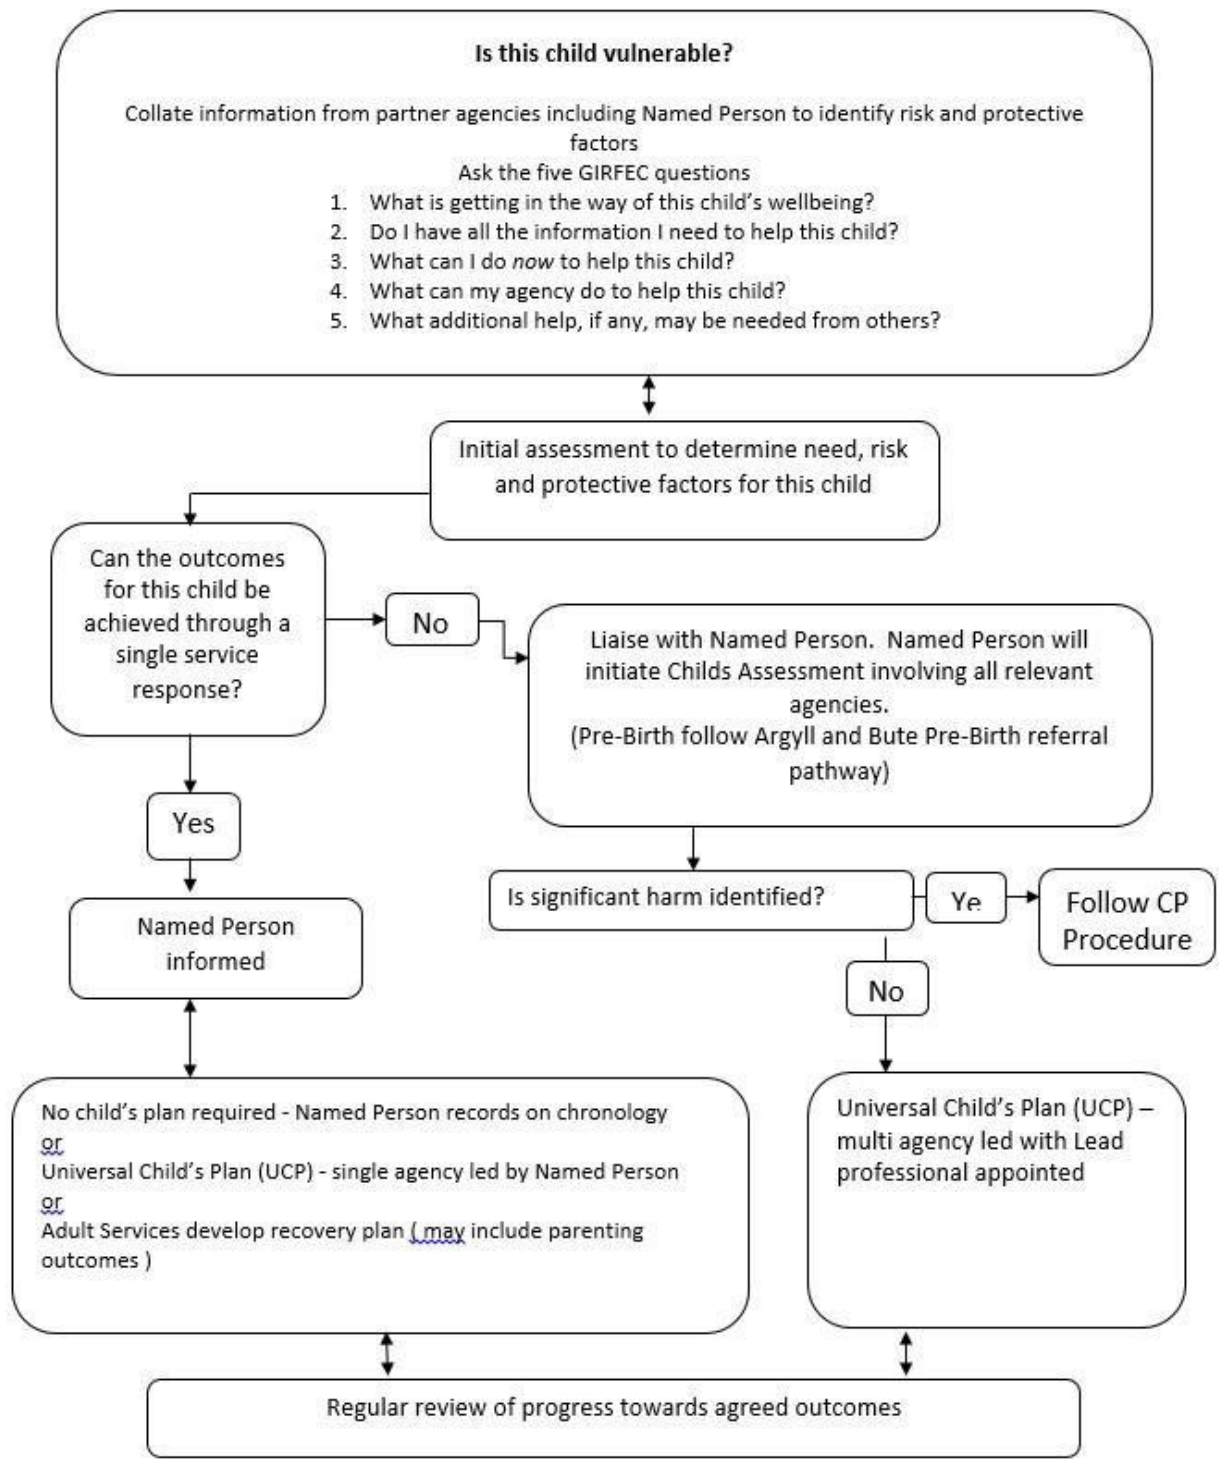 Is this child vulnerable?
Collate information from partner agencies including Named Person to identify risk and protective
factors
Ask the five GIRFEC questions
1. What is getting in the way of this child's wellbeing?
2. Do I have all the information I need to help this child?
3. What can I do now to help this child?
4. What can my agency do to help this child?
5. What additional help, if any, may be needed from others?
Initial assessment to determine need, risk
and protective factors for this child
Can the outcomes
for this child be
achieved through a
single service
response?
No
Liaise with Named Person. Named Person will
initiate Childs Assessment involving all relevant
agencies.
(Pre-Birth follow Argyll and Bute Pre-Birth referral
pathway)
Yes
Named Person
informed
Is significant harm identified?
Ye
Follow CP
Procedure
No
No child's plan required - Named Person records on chronology
or
Universal Child's Plan (UCP) - single agency led by Named Person
or
Adult Services develop recovery plan ( may include parenting
outcomes )
Universal Child's Plan (UCP) –
multi agency led with Lead
professional appointed
Regular review of progress towards agreed outcomes